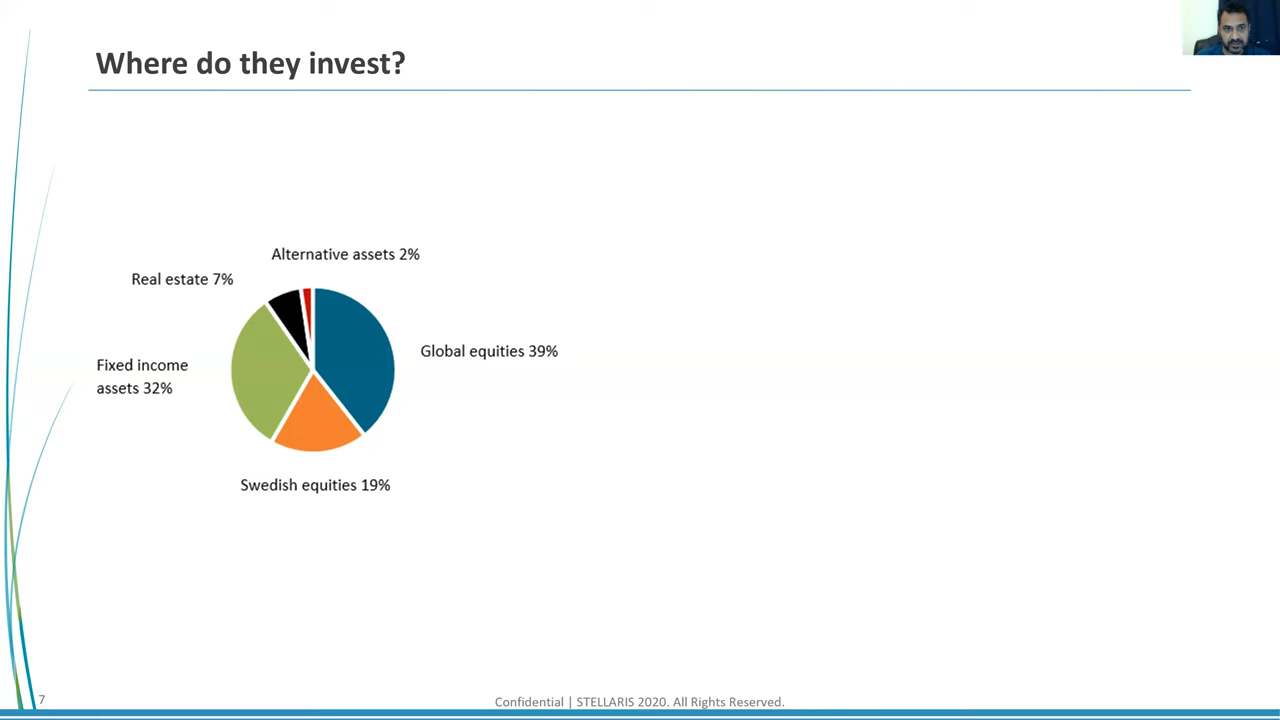 Where do they invest?
Alternative assets 2%
Real estate 7%
Global equities 39%
Fixed income
assets 32%
Swedish equities 19%
7
Confidential | STELLARIS 2020. All Rights Reserved.